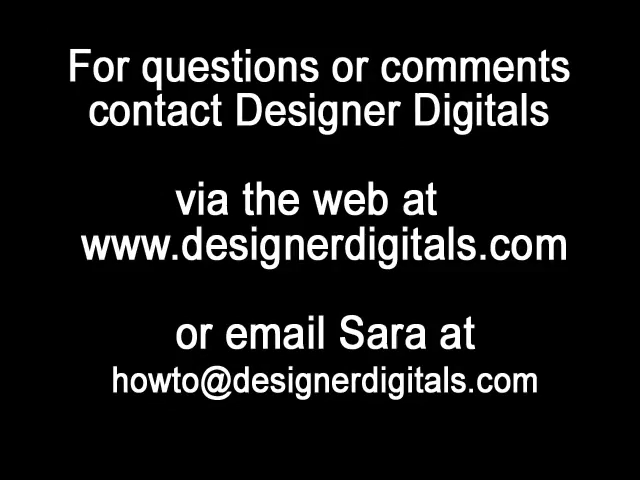 For questions or comments
contact Designer Digitals
via the web at
www.designerdigitals.com
or email Sara at
howto@designerdigitals.com